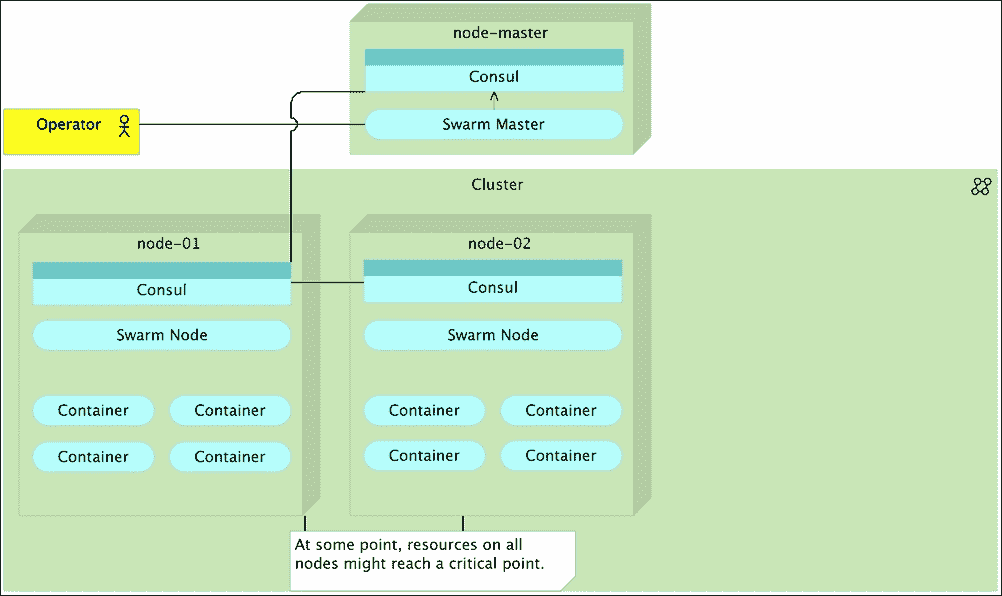 node-master
Consul
Swarm Master
Operator
Cluster
node-01
Consul
Swarm Node
Container
Container
Container
Container
node-02
Consul
Swarm Node
Container
Container
Container
Container
At some point, resources on all
nodes might reach a critical point.